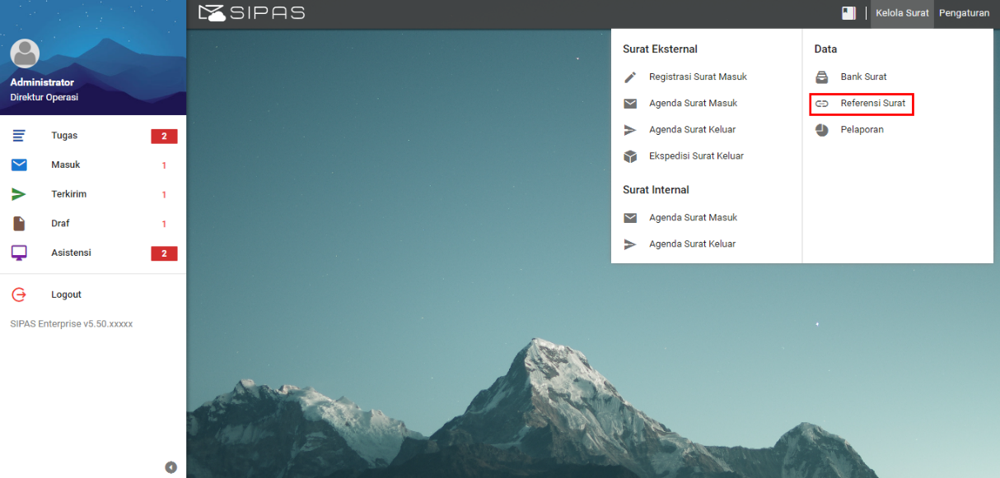 SIPAS
Kelola Surat
Pengaturan
Administrator
Direktur Operasi
Tugas 2
Masuk 1
Terkirim 1
Draf 1
Asistensi 2
Logout
SIPAS Enterprise v5.50.xxxxx
Surat Eksternal
Registrasi Surat Masuk
Agenda Surat Masuk
Agenda Surat Keluar
Ekspedisi Surat Keluar
Surat Internal
Agenda Surat Masuk
Agenda Surat Keluar
Data
Bank Surat
Referensi Surat
Pelaporan